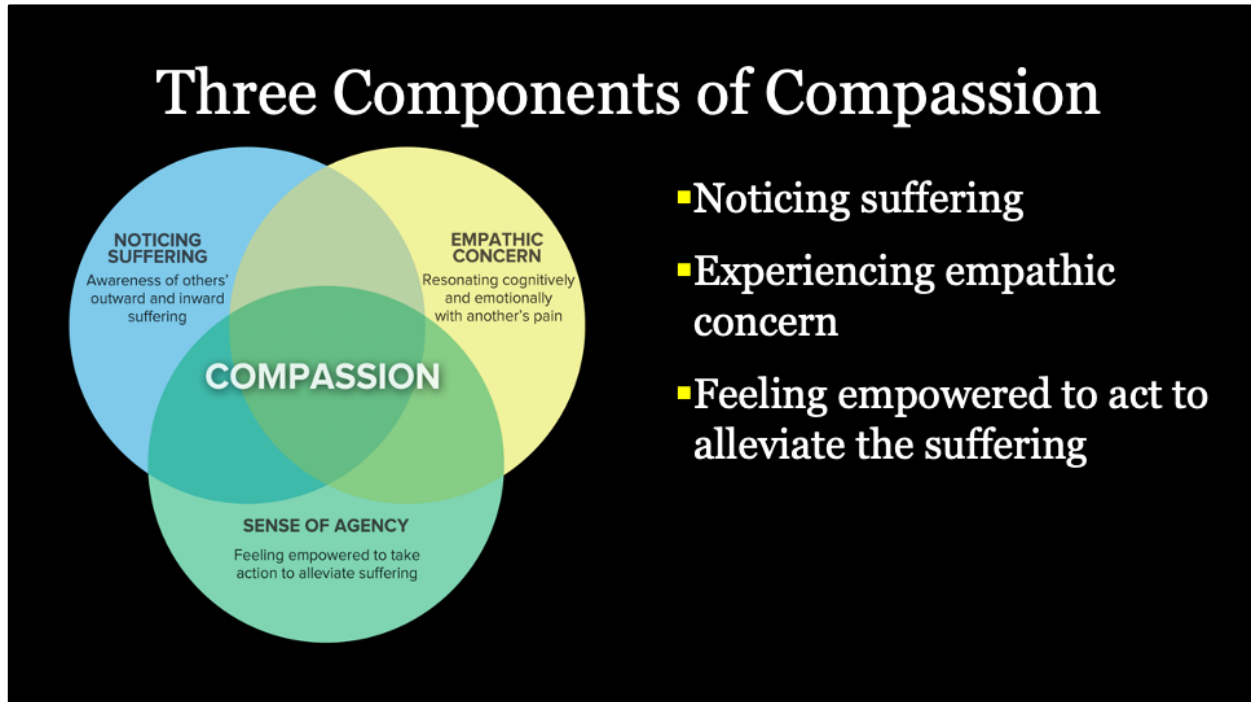 Three Components of Compassion
NOTICING
SUFFERING
Awareness of others'
outward and inward
suffering
EMPATHIC
CONCERN
Resonating cognitively
and emotionally
with another's pain
COMPASSION
SENSE OF AGENCY
Feeling empowered to take
action to alleviate suffering
▪Noticing suffering
▪Experiencing empathic
concern
▪Feeling empowered to act to
alleviate the suffering